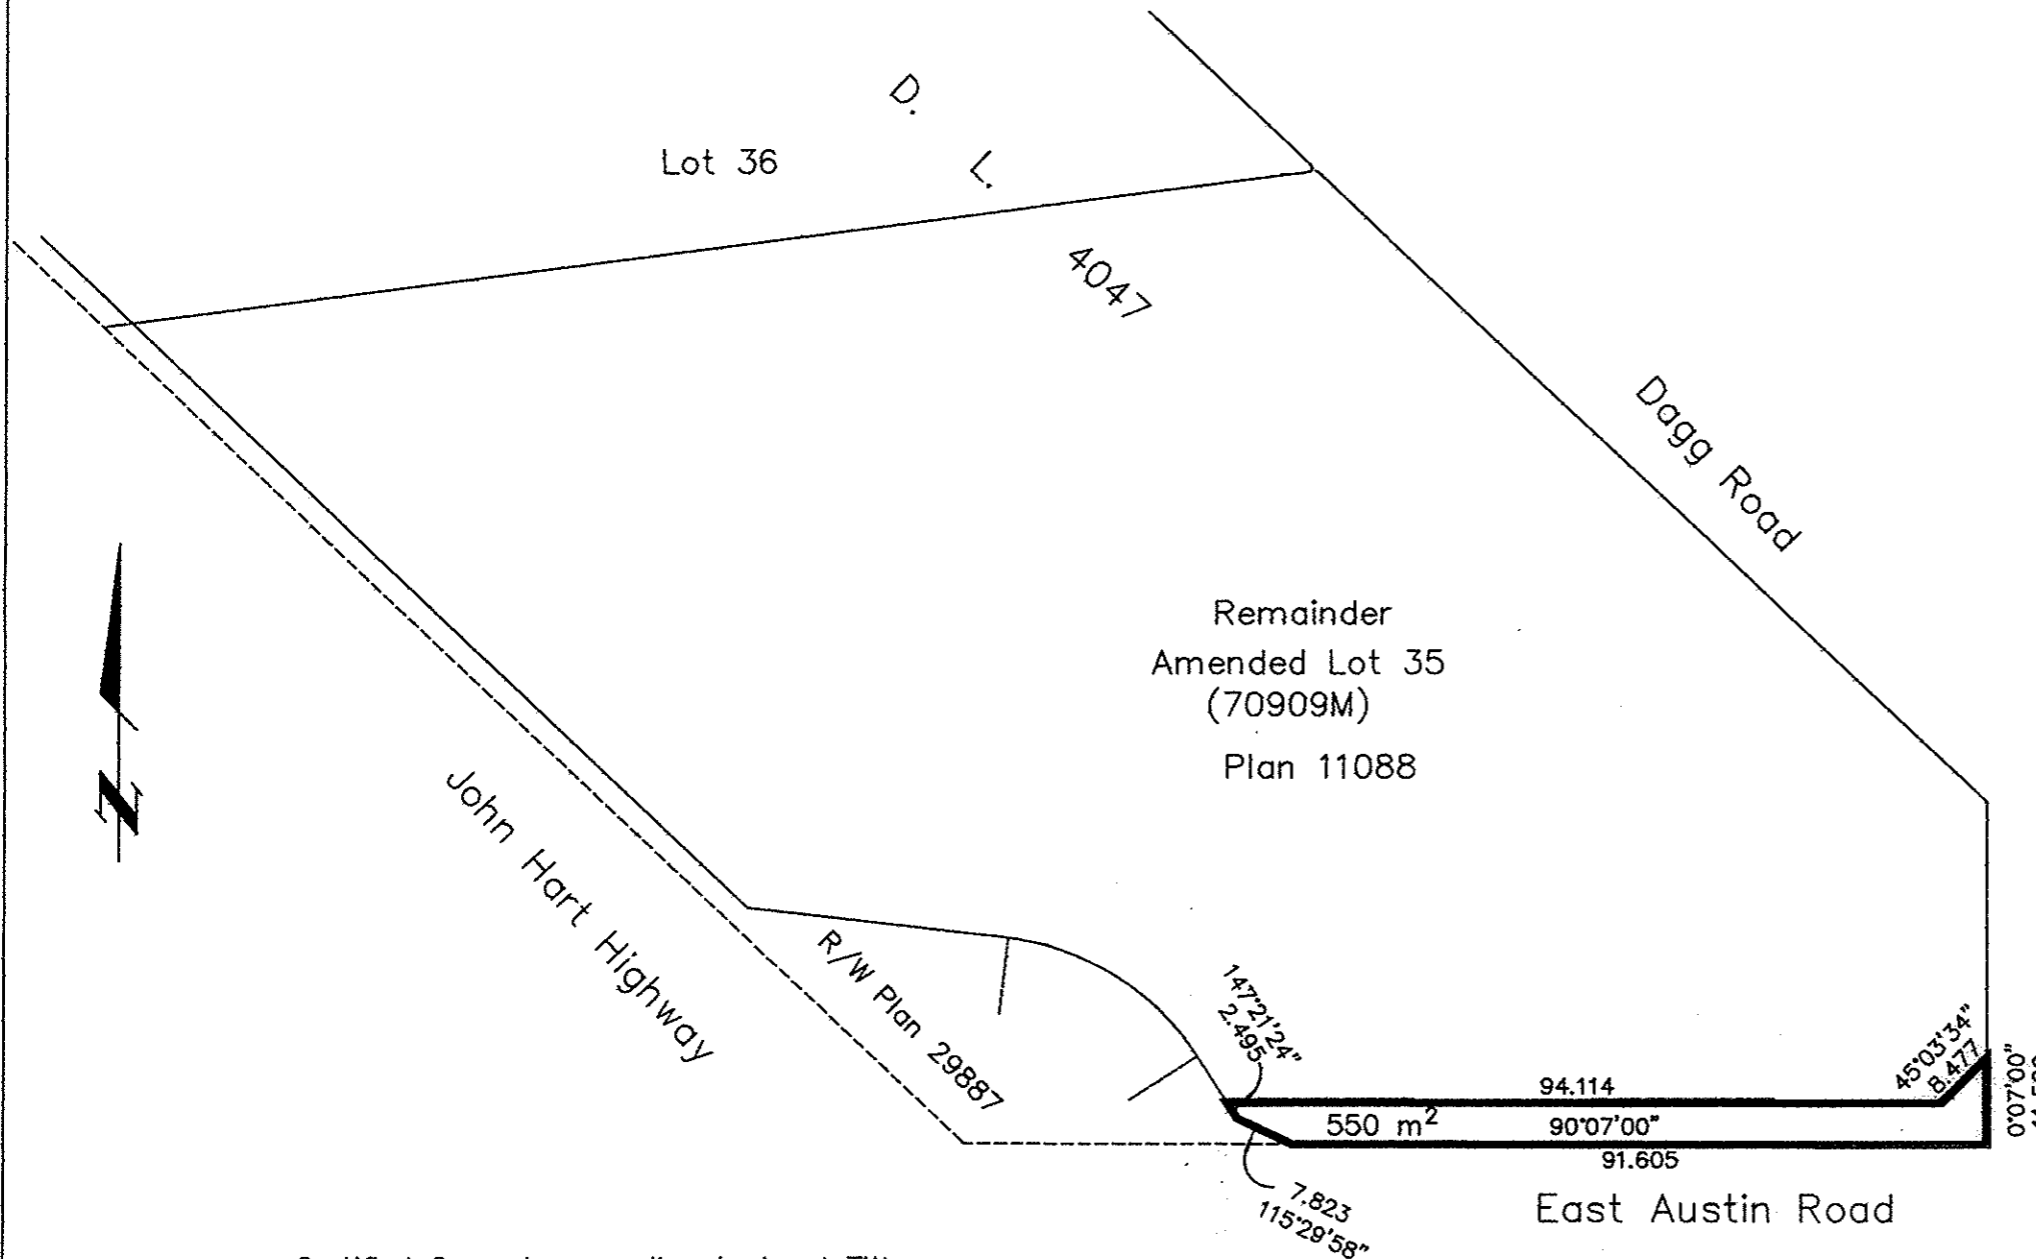 D.
L.
4047
Lot 36
Dagg Road
Remainder
Amended Lot 35
(70909M)
Plan 11088
N
John Hart Highway
R/W Plan 29887
147°21'24"
2.495
45°03'34"
8.477
94.114
550 m²
90°07'00"
91.605
0°07'00"
7.823
115°29'58"
East Austin Road